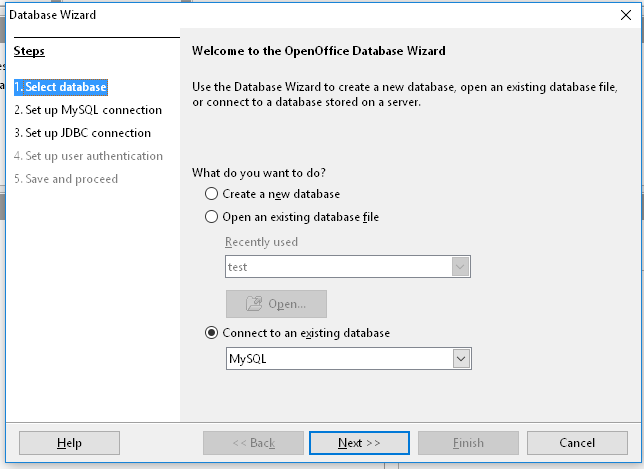 Database Wizard
Steps
1. Select database
2. Set up MySQL connection
3. Set up JDBC connection
4. Set up user authentication
5. Save and proceed
Welcome to the OpenOffice Database Wizard
Use the Database Wizard to create a new database, open an existing database file,
or connect to a database stored on a server.
What do you want to do?
Create a new database
Open an existing database file
Recently used
test
Open...
Connect to an existing database
MySQL
Help
<< Back
Next >>
Finish
Cancel